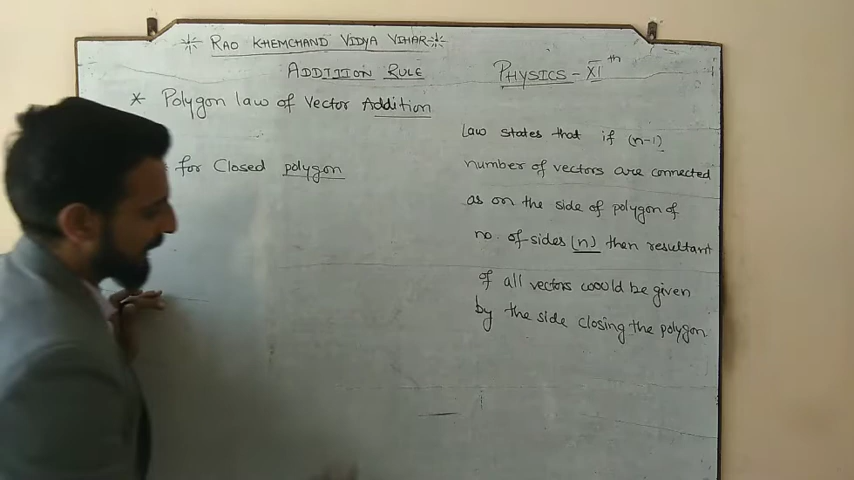 RAO KHEMCHAND VIDYA VIHAR
ADDITION RULE
PHYSICS - XI th
* Polygon law of Vector Addition
for Closed polygon
Law states that if (n-1)
number of vectors are connected
as on the side of polygon of
no. of sides (n) then resultant
of all vectors would be given
by the side closing the polygon